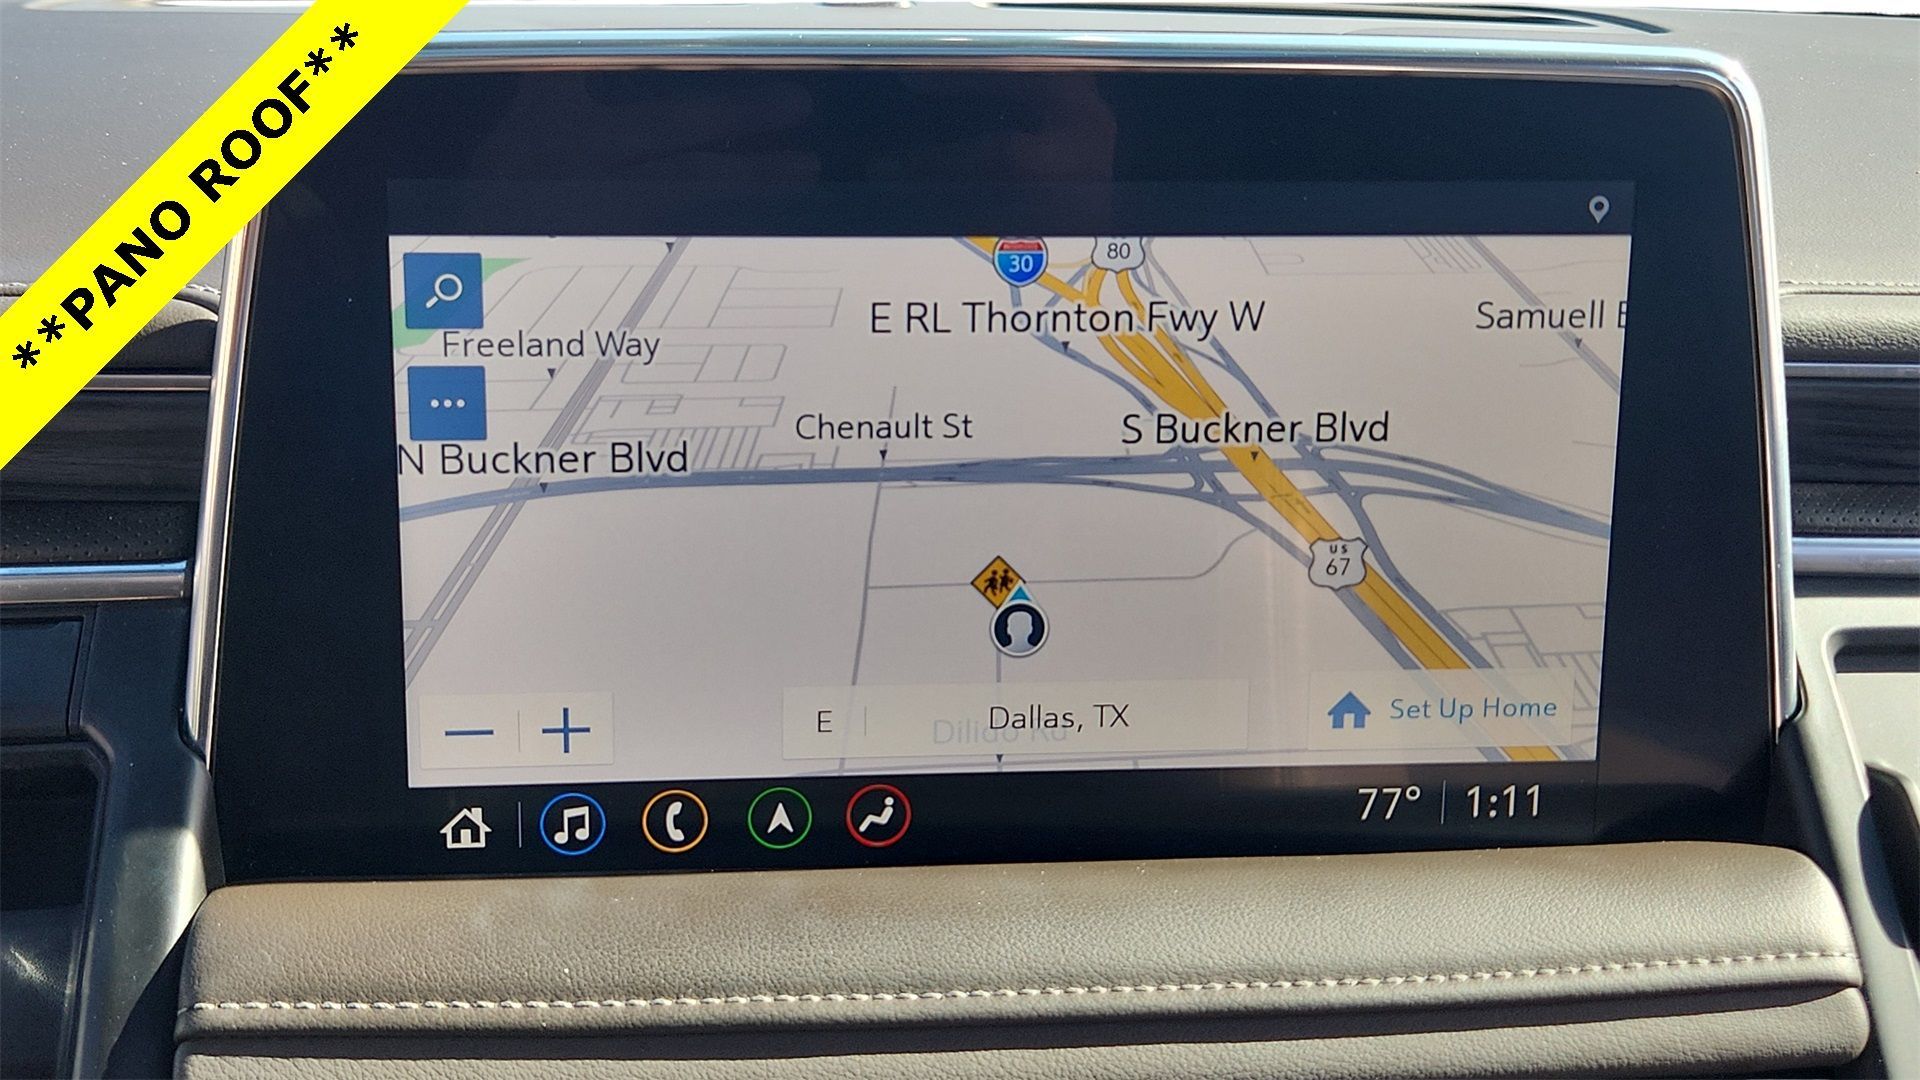 **PANO ROOF**
30
80
E RL Thornton Fwy W
Samuell
Freeland Way
Chenault St
S Buckner Blvd
N Buckner Blvd
US
67
E
Dallas, TX
Set Up Home
77° 1:11